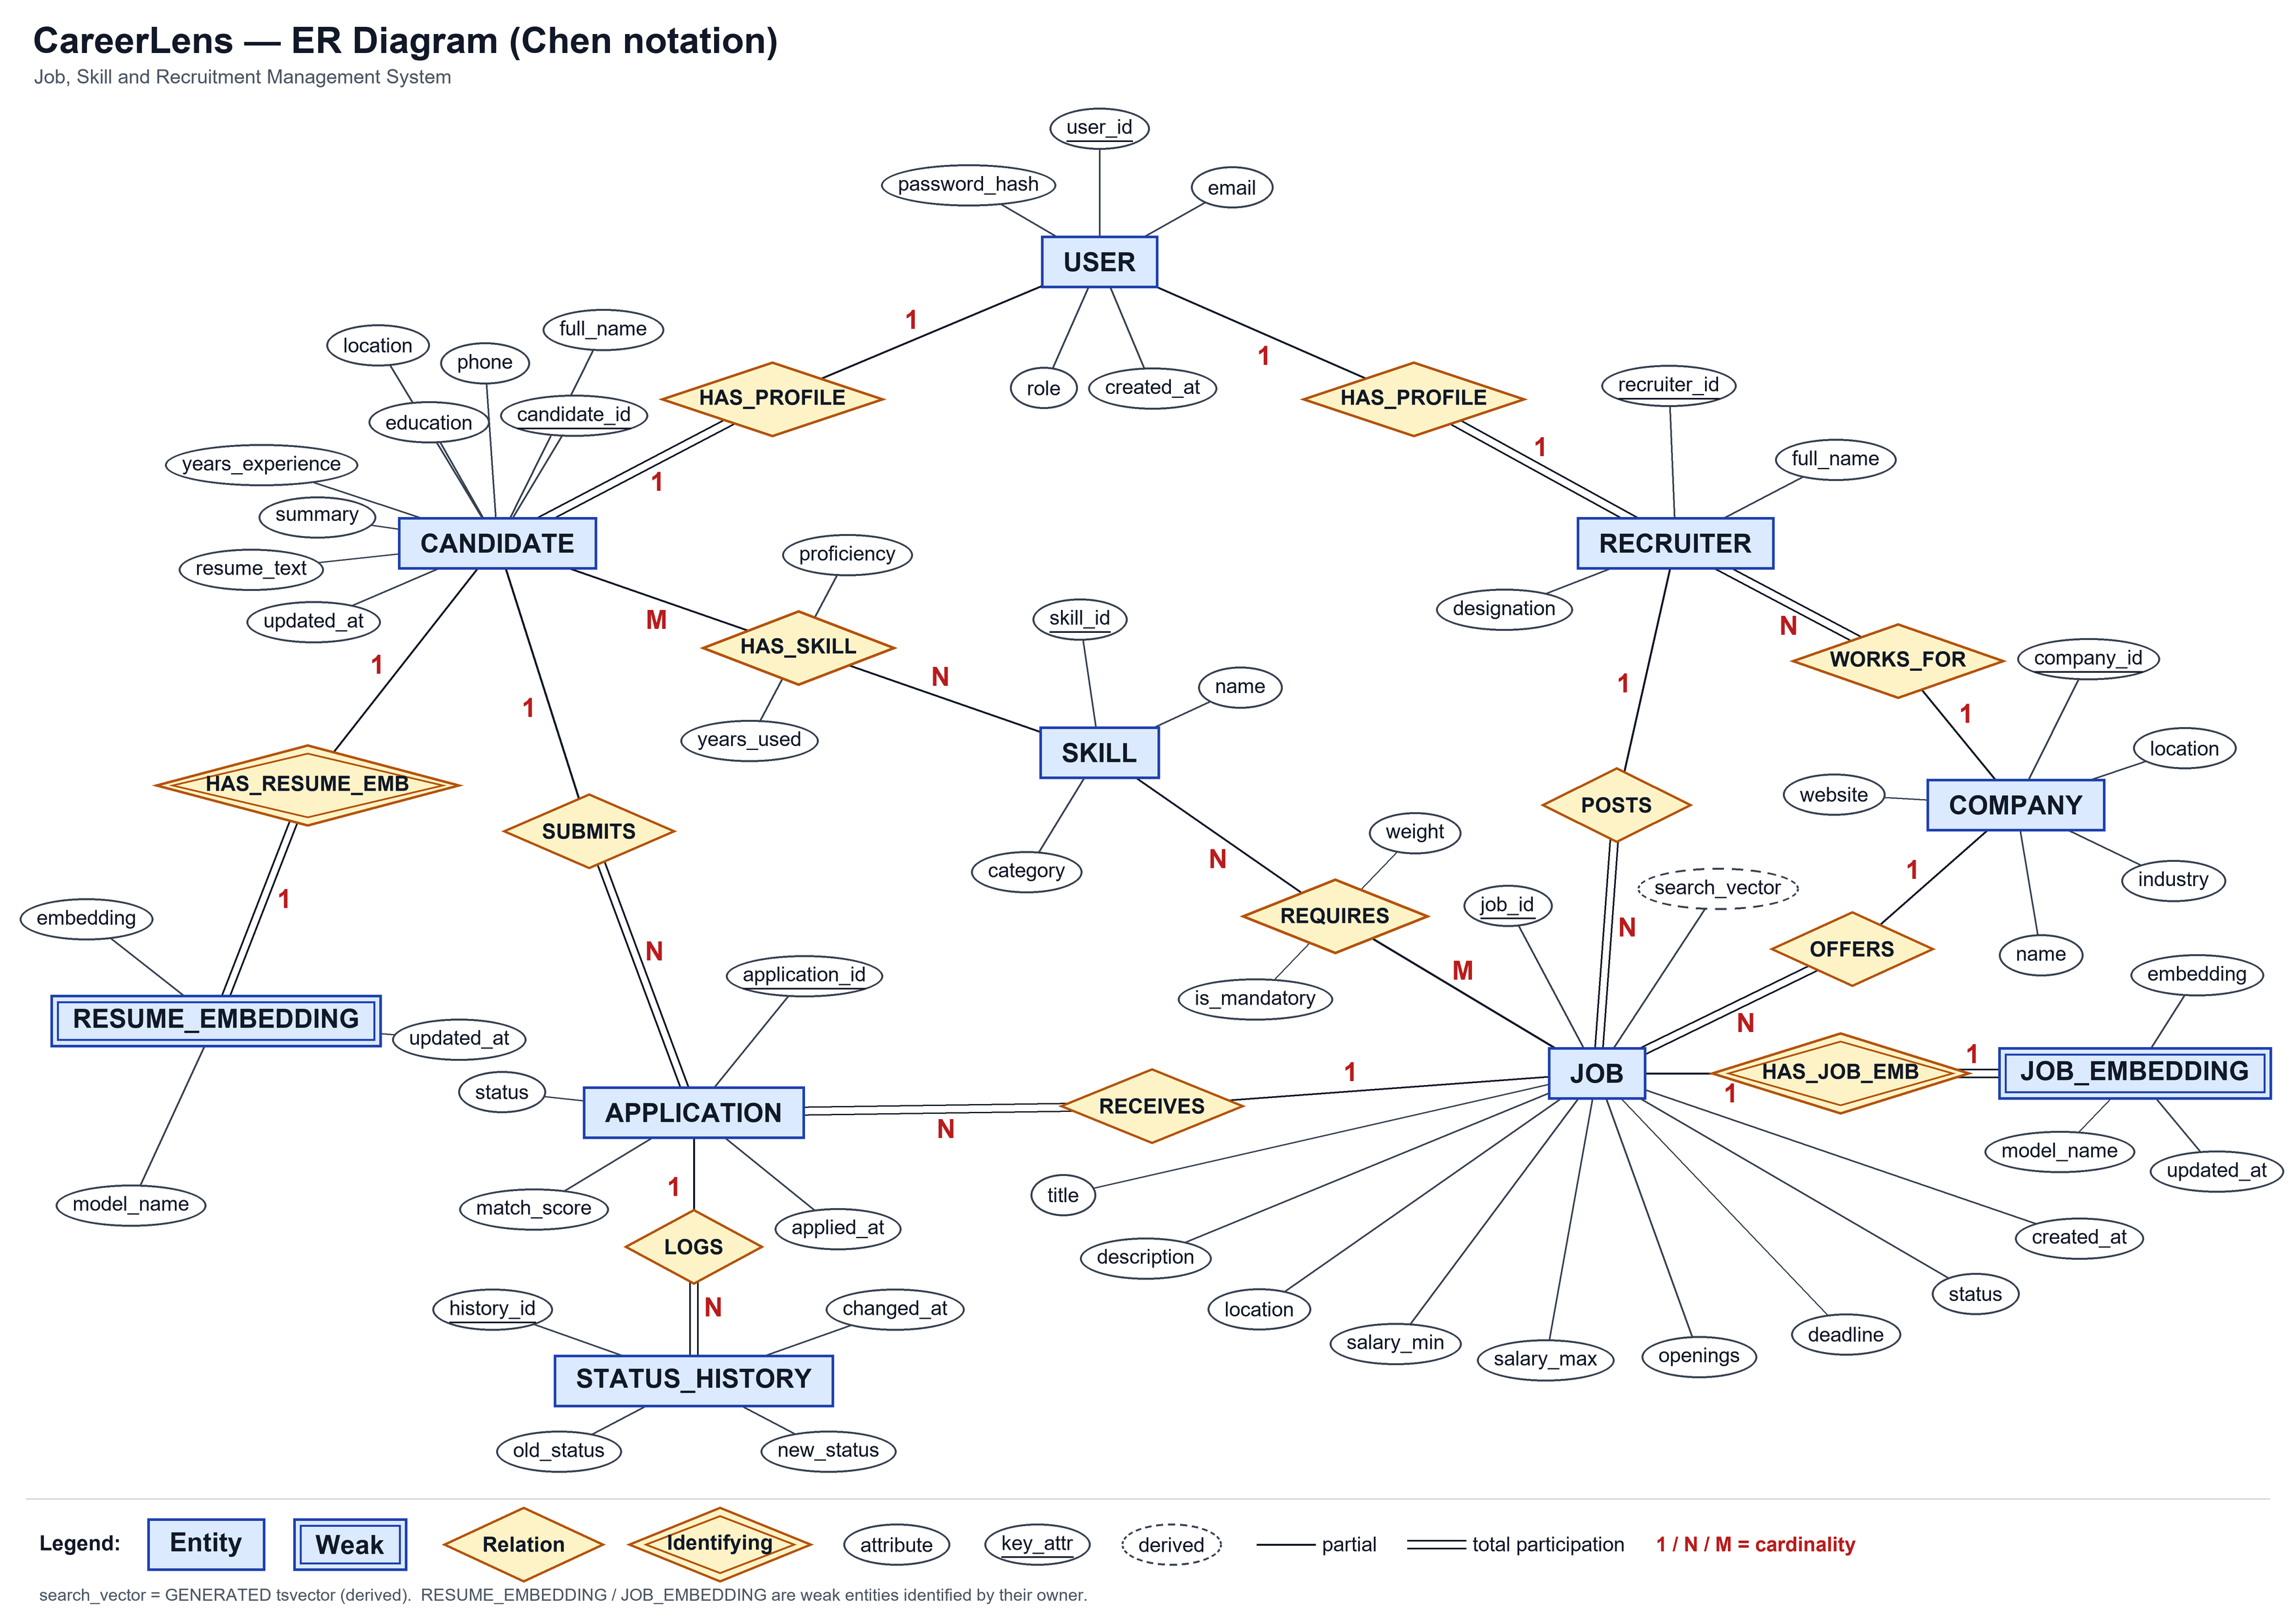 CareerLens — ER Diagram (Chen notation)
Job, Skill and Recruitment Management System
user_id
password_hash
email
USER
1
1
role
created_at
HAS_PROFILE
HAS_PROFILE
1
1
location
phone
full_name
education
candidate_id
years_experience
summary
resume_text
updated_at
CANDIDATE
recruiter_id
full_name
designation
RECRUITER
proficiency
M
HAS_SKILL
N
years_used
skill_id
name
SKILL
category
1
HAS_RESUME_EMB
1
1
SUBMITS
N
N
WORKS_FOR
1
1
POSTS
N
company_id
location
website
COMPANY
industry
name
1
OFFERS
N
N
weight
REQUIRES
is_mandatory
M
job_id
search_vector
embedding
RESUME_EMBEDDING
updated_at
model_name
application_id
status
APPLICATION
match_score
applied_at
N
RECEIVES
1
JOB
1
HAS_JOB_EMB
1
embedding
JOB_EMBEDDING
model_name
updated_at
title
description
location
salary_min
salary_max
openings
deadline
status
created_at
1
LOGS
N
history_id
changed_at
STATUS_HISTORY
old_status
new_status
Legend:
Entity
Weak
Relation
Identifying
attribute
key_attr
derived
partial
total participation
1 / N / M = cardinality
search_vector = GENERATED tsvector (derived). RESUME_EMBEDDING / JOB_EMBEDDING are weak entities identified by their owner.